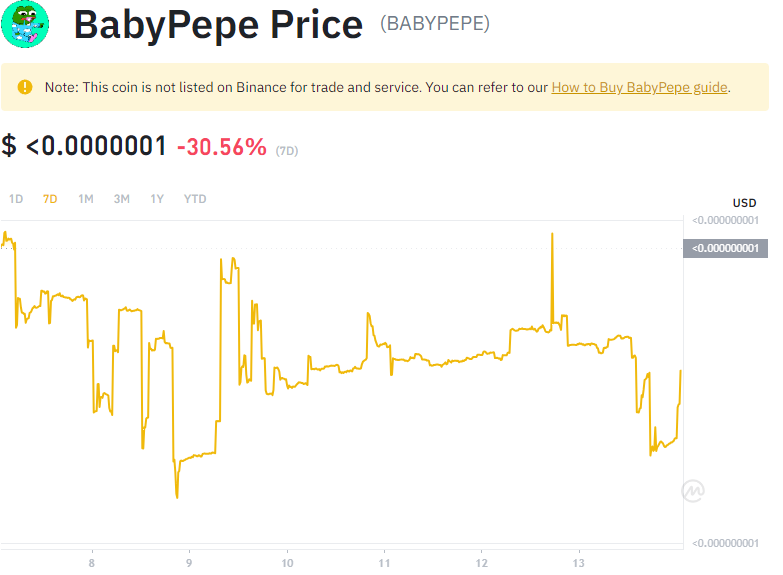 BabyPepe Price (BABYPEPE)
Note: This coin is not listed on Binance for trade and service. You can refer to our How to Buy BabyPepe guide.
$ <0.0000001 -30.56% (7D)
1D 7D 1M 3M 1Y YTD
USD
<0.000000001
<0.000000001
<0.000000001
8 9 10 11 12 13